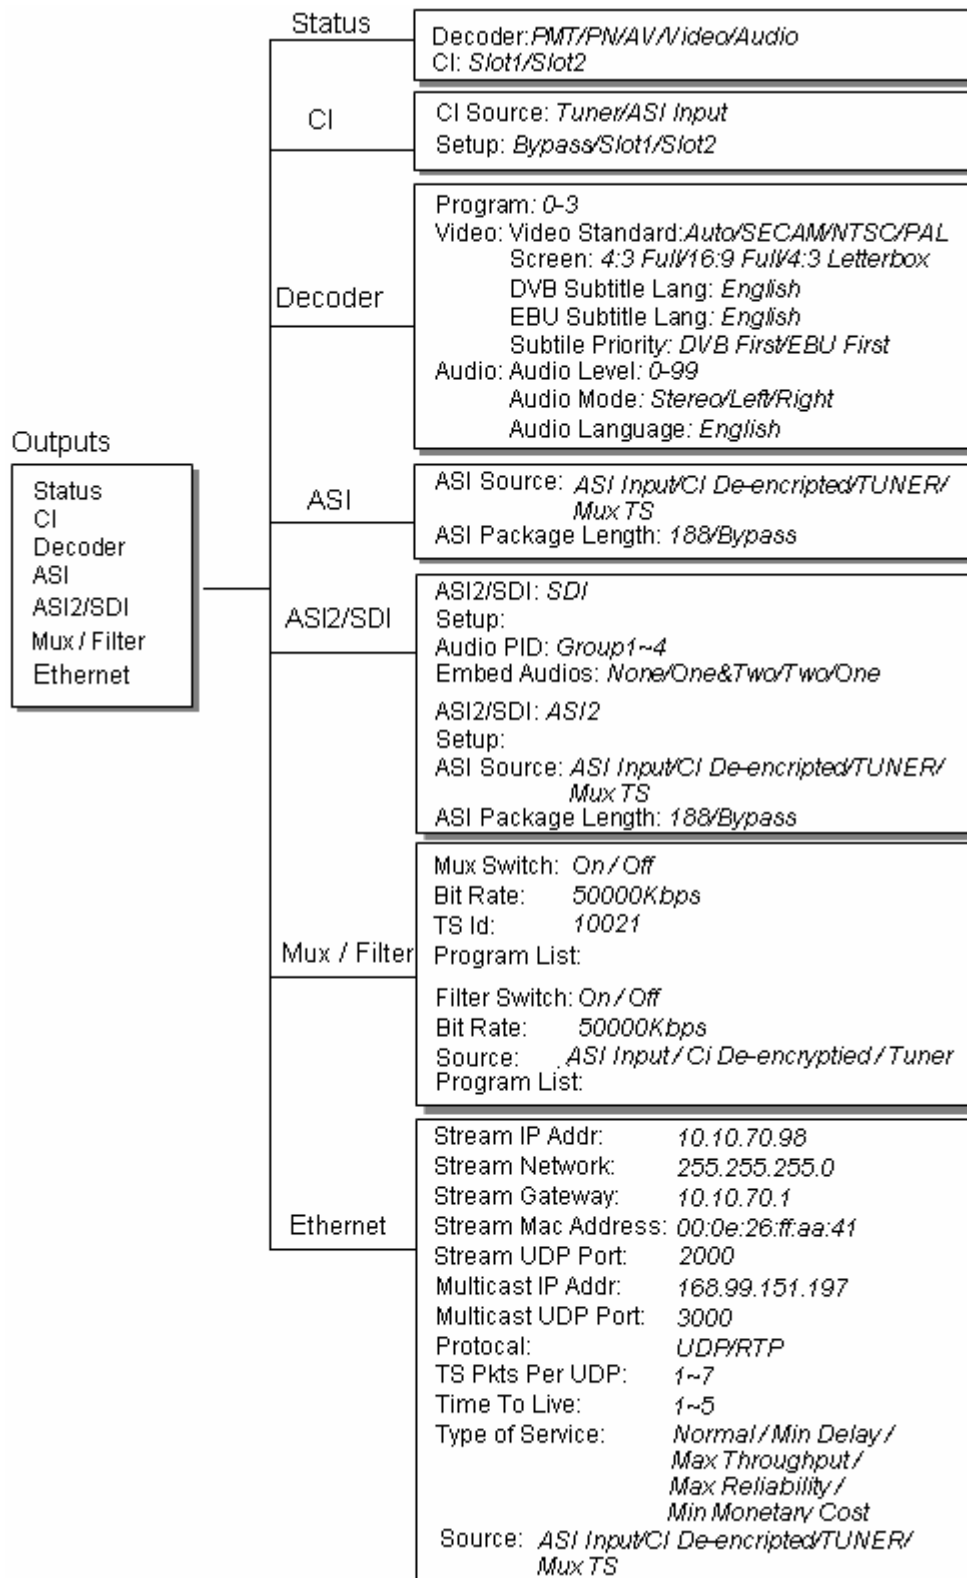 Status
Decoder:PMT/PN/AV/Video/Audio
CI: Slot1/Slot2
CI
CI Source: Tuner/ASI Input
Setup: Bypass/Slot1/Slot2
Decoder
Program: 0-3
Video: Video Standard:Auto/SECAM/NTSC/PAL
Screen: 4:3 Full/16:9 Full/4:3 Letterbox
DVB Subtitle Lang: English
EBU Subtitle Lang: English
Subtile Priority: DVB First/EBU First
Audio: Audio Level: 0-99
Audio Mode: Stereo/Left/Right
Audio Language: English
Outputs
Status
CI
Decoder
ASI
ASI2/SDI
Mux / Filter
Ethernet
ASI
ASI Source: ASI Input/CI De-encripted/TUNER/
Mux TS
ASI Package Length: 188/Bypass
ASI2/SDI
ASI2/SDI: SDI
Setup:
Audio PID: Group1~4
Embed Audios: None/One&Two/Two/One
ASI2/SDI: ASI2
Setup:
ASI Source: ASI Input/CI De-encripted/TUNER/
Mux TS
ASI Package Length: 188/Bypass
Mux / Filter
Mux Switch: On / Off
Bit Rate: 50000Kbps
TS Id: 10021
Program List:
Filter Switch: On / Off
Bit Rate: 50000Kbps
Source: ASI Input / Ci De-encryptied / Tuner
Program List:
Ethernet
Stream IP Addr: 10.10.70.98
Stream Network: 255.255.255.0
Stream Gateway: 10.10.70.1
Stream Mac Address: 00:0e:26:ff:aa:41
Stream UDP Port: 2000
Multicast IP Addr: 168.99.151.197
Multicast UDP Port: 3000
Protocal: UDP/RTP
TS Pkts Per UDP: 1~7
Time To Live: 1~5
Type of Service: Normal / Min Delay /
Max Throughput /
Max Reliability /
Min Monetary Cost
Source: ASI Input/CI De-encripted/TUNER/
Mux TS